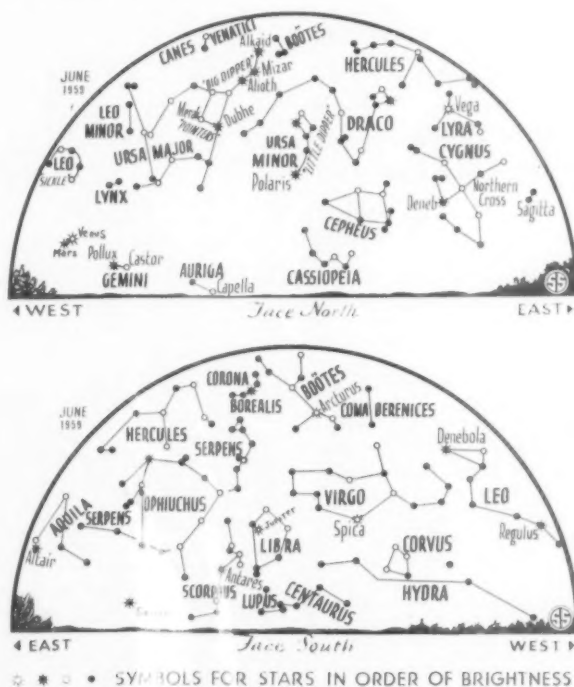 CANES VENATICI
Alkaid
BOÖTES
HERCULES
JUNE
1959
"BIG DIPPER"
Mizar
Alioth
LEO
MINOR
Merak
"POINTERS"
Dubhe
DRACO
Vega
LYRA
URSA MAJOR
URSA
MINOR
"LITTLE DIPPER"
CYGNUS
LEO
SICKLE
LYNX
Polaris
Deneb
Northern
Cross
Sagitta
CEPHEUS
Venus
Mars
Pollux
Castor
GEMINI
AURIGA
Capella
CASSIOPEIA
WEST
Face North
EAST
CORONA
BOREALIS
BOÖTES
Arcturus
JUNE
1959
COMA BERENICES
HERCULES
SERPENS
Denebola
AQUILA
SERPENS
OPHIUCHUS
VIRGO
LEO
Jupiter
Spica
Regulus
Altair
LIBRA
CORVUS
Antares
SCORPIUS
LUPUS
CENTAURUS
HYDRA
EAST
Face South
WEST
SYMBOLS FOR STARS IN ORDER OF BRIGHTNESS